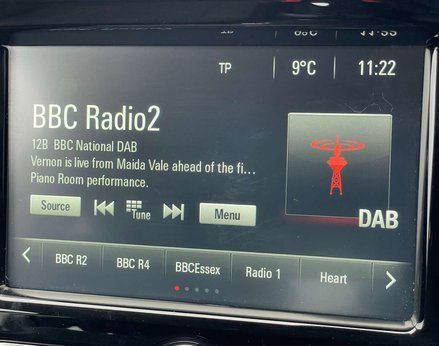 TP 9°C 11:22
BBC Radio2
12B BBC National DAB
Vernon is live from Maida Vale ahead of the fi...
Piano Room performance.
Source Tune Menu
DAB
BBC R2 BBC R4 BBCEssex Radio 1 Heart